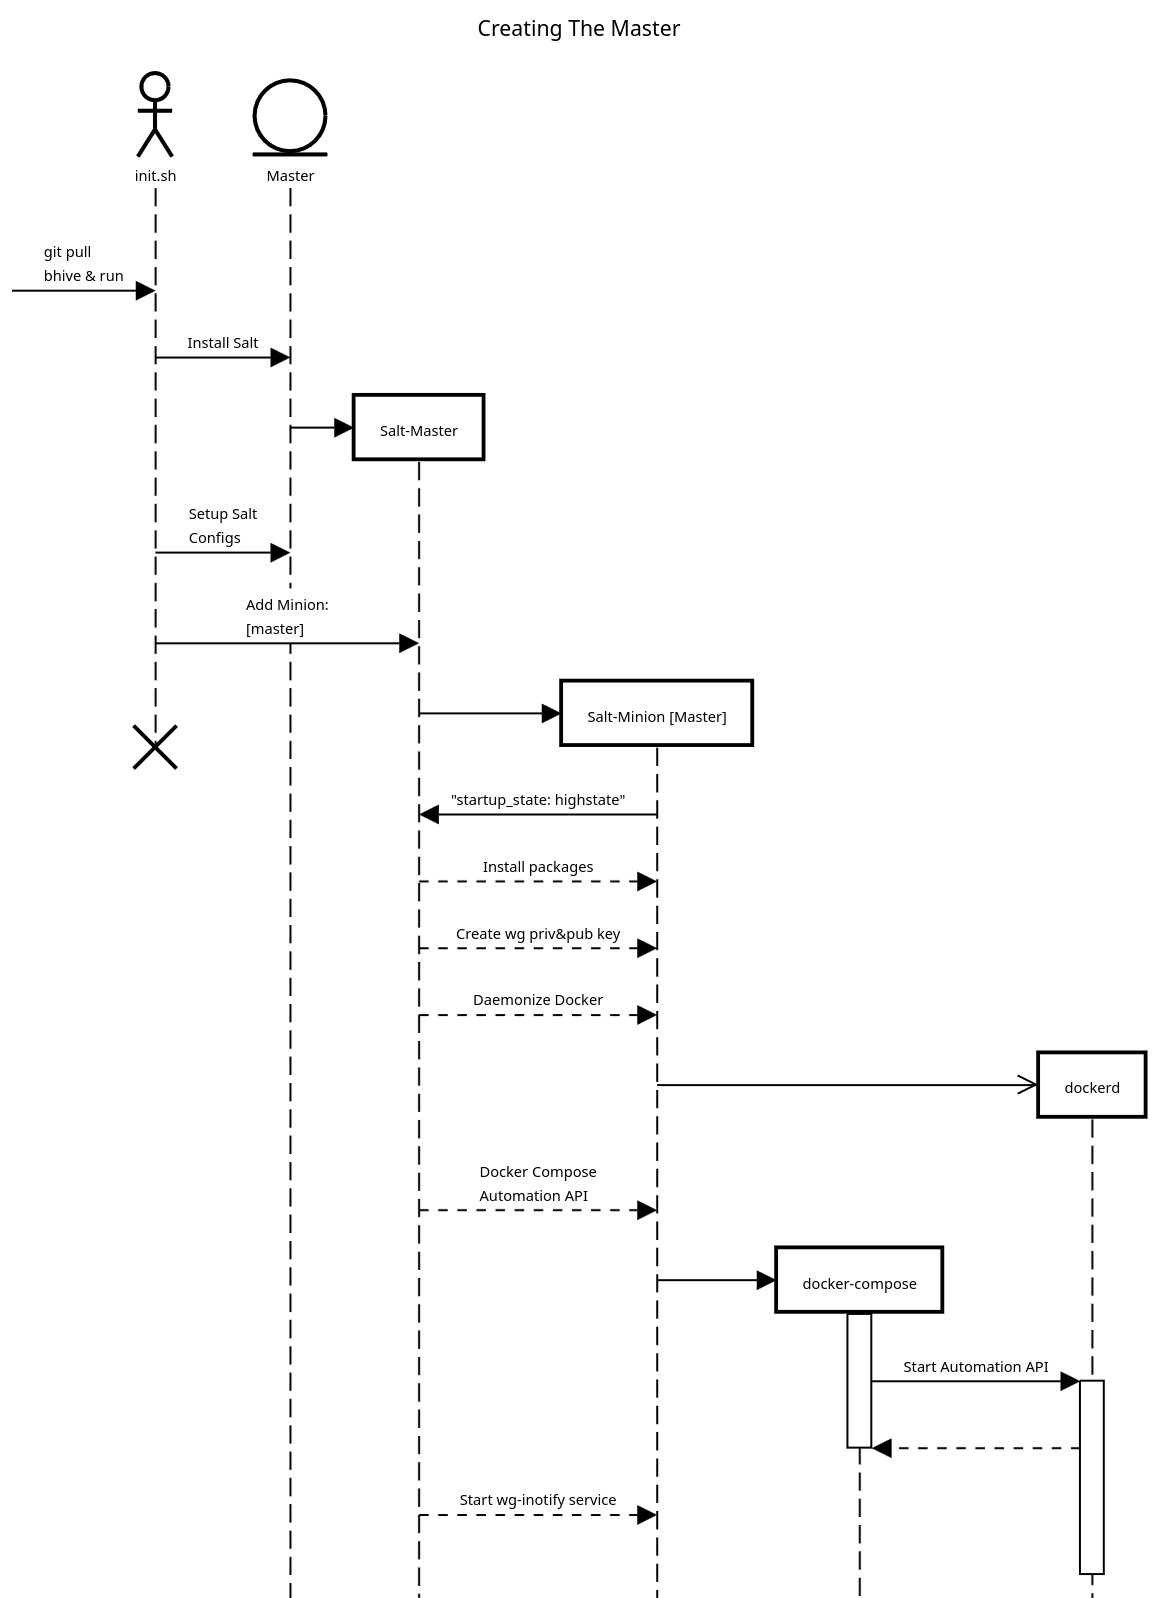 Creating The Master
init.sh
Master
git pull
bhive & run
Install Salt
Salt-Master
Setup Salt
Configs
Add Minion:
[master]
Salt-Minion [Master]
"startup_state: highstate"
Install packages
Create wg priv&pub key
Daemonize Docker
dockerd
Docker Compose
Automation API
docker-compose
Start Automation API
Start wg-inotify service